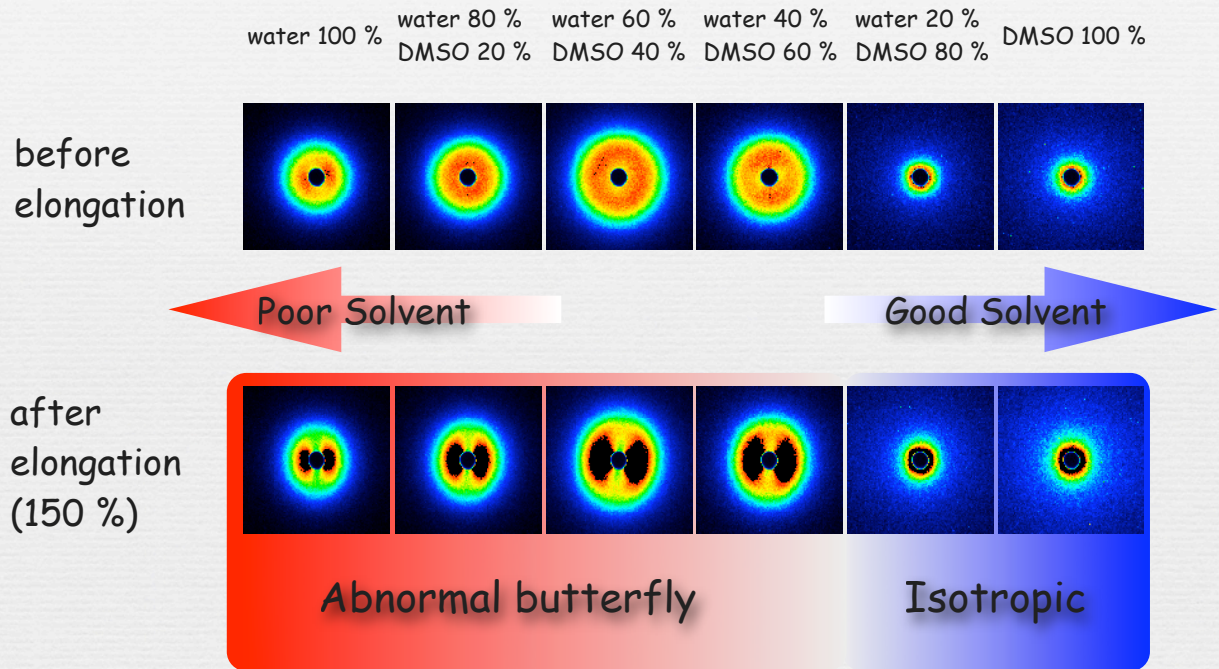 water 100 %
water 80 %
DMSO 20 %
water 60 %
DMSO 40 %
water 40 %
DMSO 60 %
water 20 %
DMSO 80 %
DMSO 100 %
before
elongation
Poor Solvent
Good Solvent
after
elongation
(150 %)
Abnormal butterfly
Isotropic